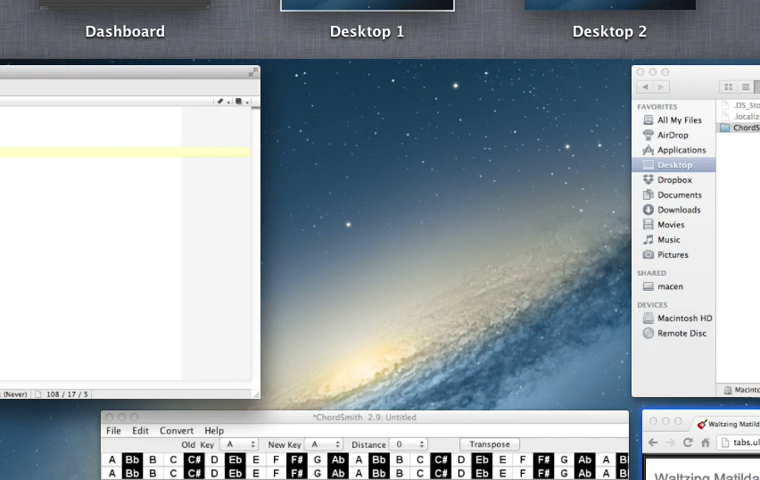 Dashboard
Desktop 1
Desktop 2
FAVORITES
All My Files
AirDrop
Applications
Desktop
Dropbox
Documents
Downloads
Movies
Music
Pictures
SHARED
macen
DEVICES
Macintosh HD
Remote Disc
.DS_Sto
.localiz
ChordS
Macinto
(Never) 108 / 17 / 5
*ChordSmith 2.9: Untitled
File Edit Convert Help
Old Key A New Key A Distance 0 Transpose
A Bb B C C# D Eb E F F# G Ab A Bb B C C# D Eb E F F# G Ab A B
A Bb B C C# D Eb E F F# G Ab A Bb B C C# D Eb E F F# G Ab A B
Waltzing Matild
tabs.ul
Waltzing Matilda